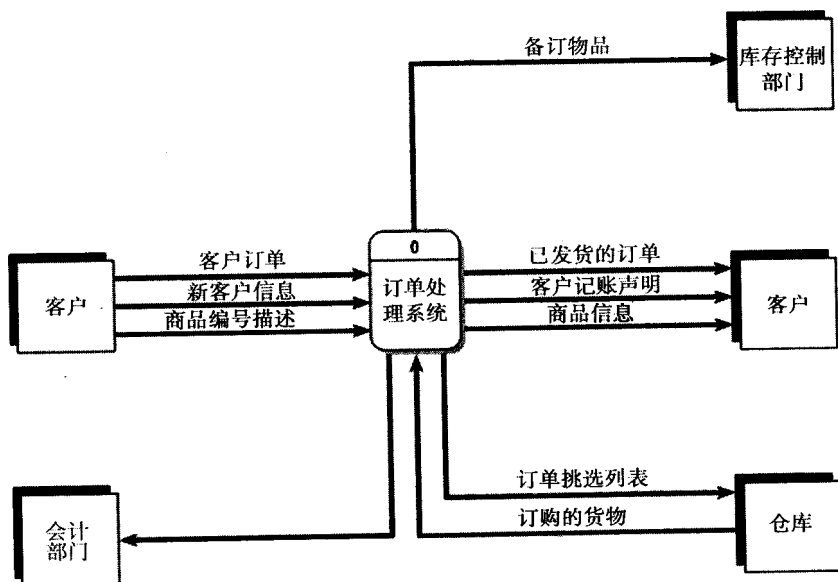 备订物品
库存控制
部门
客户
客户订单
新客户信息
商品编号描述
0
订单处
理系统
已发货的订单
客户记账声明
商品信息
客户
会计
部门
订单挑选列表
订购的货物
仓库